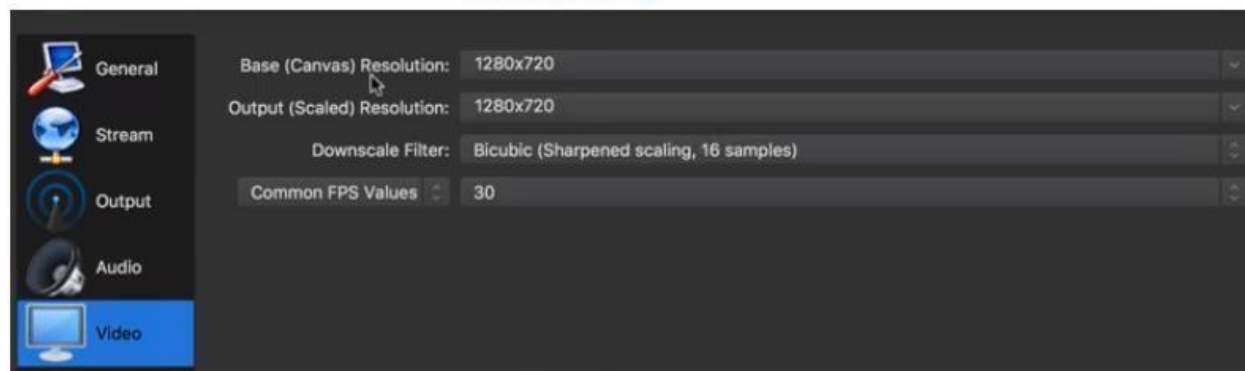 General
Base (Canvas) Resolution: 1280x720
Output (Scaled) Resolution: 1280x720
Stream
Downscale Filter: Bicubic (Sharpened scaling, 16 samples)
Output
Common FPS Values 30
Audio
Video